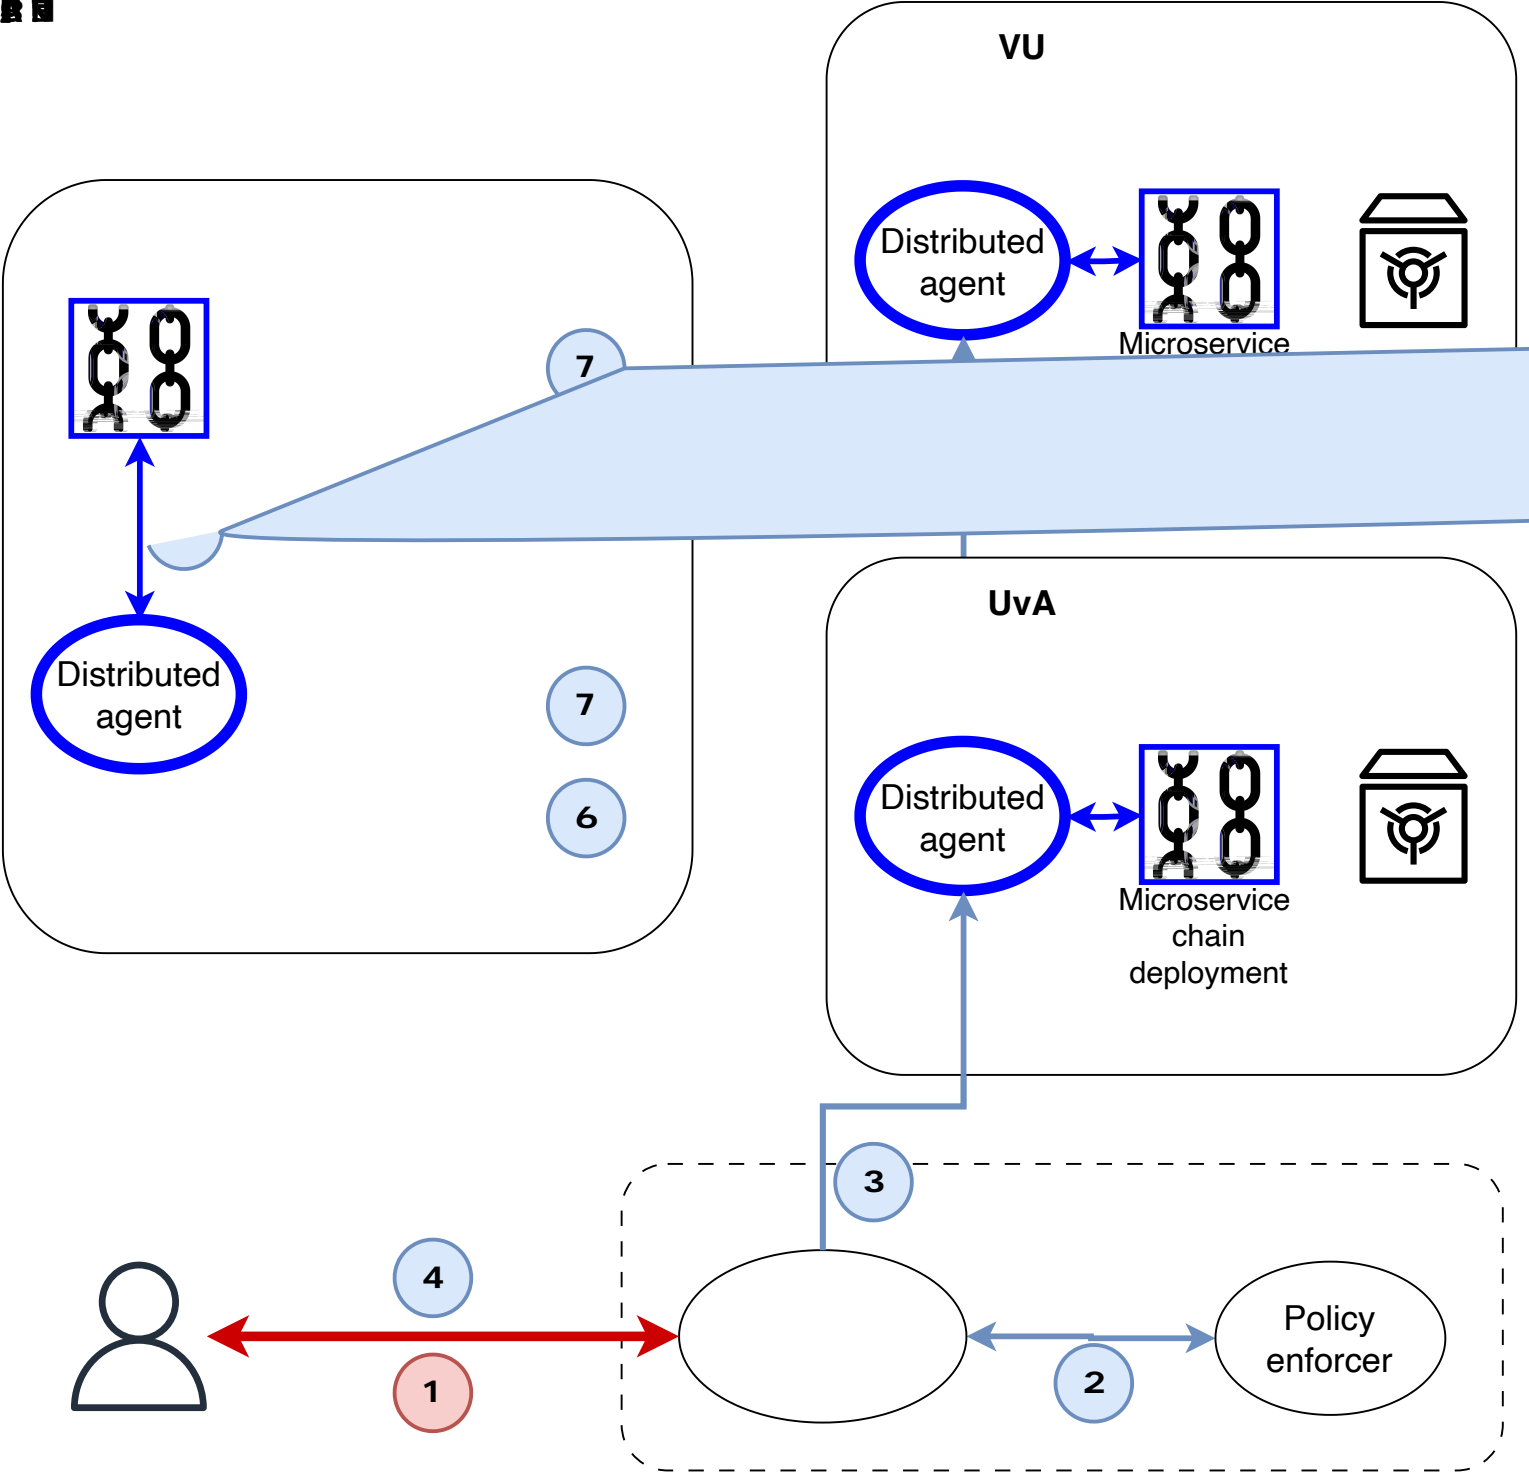 VU
Distributed
agent
Microservice
7
Distributed
agent
7
6
UvA
Distributed
agent
Microservice
chain
deployment
3
4
1
2
Policy
enforcer